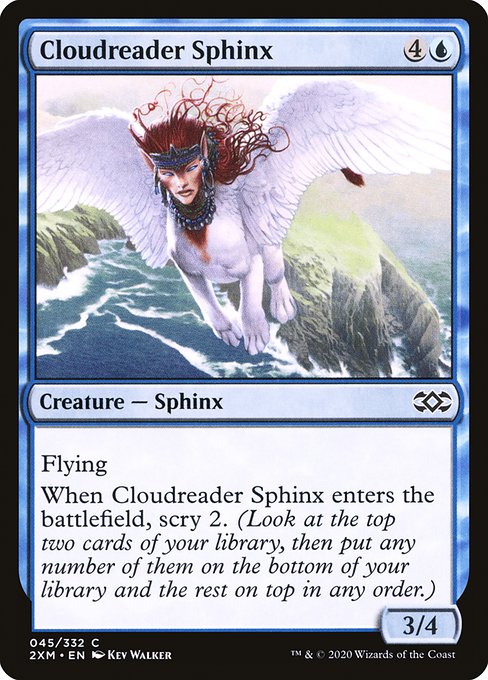 Cloudreader Sphinx 4
Creature — Sphinx
Flying
When Cloudreader Sphinx enters the
battlefield, scry 2. (Look at the top
two cards of your library, then put any
number of them on the bottom of your
library and the rest on top in any order.)
3/4
045/332 C
2XM • EN Kev Walker
™ & © 2020 Wizards of the Coast